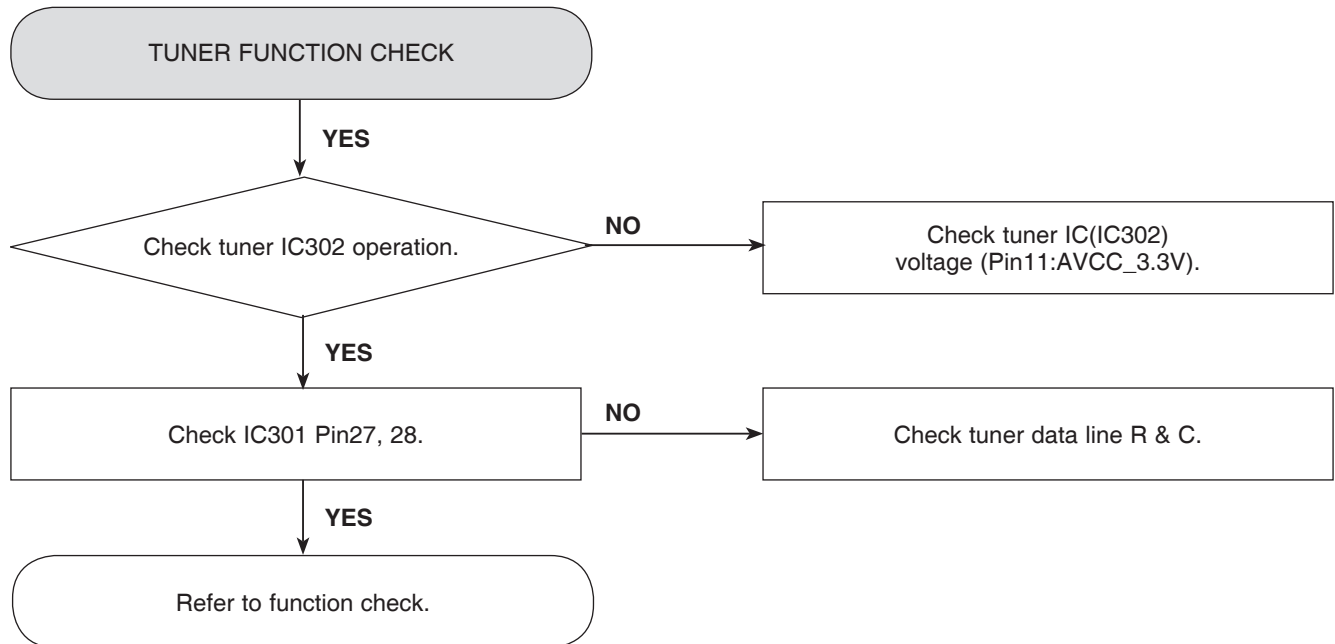 TUNER FUNCTION CHECK
YES
Check tuner IC302 operation.
NO
Check tuner IC(IC302)
voltage (Pin11:AVCC_3.3V).
YES
Check IC301 Pin27, 28.
NO
Check tuner data line R & C.
YES
Refer to function check.